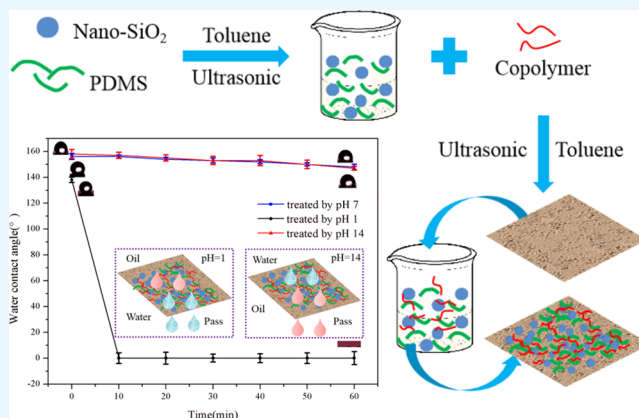 Nano-SiO₂
PDMS
Toluene
Ultrasonic
Copolymer
Ultrasonic
Toluene
Water contact angle(°)
160
140
120
100
80
60
40
20
0
-20
treated by pH 7
treated by pH 1
treated by pH 14
Oil
pH=1
Water
Pass
Water
pH=14
Oil
Pass
0
10
20
30
40
50
60
Time(min)